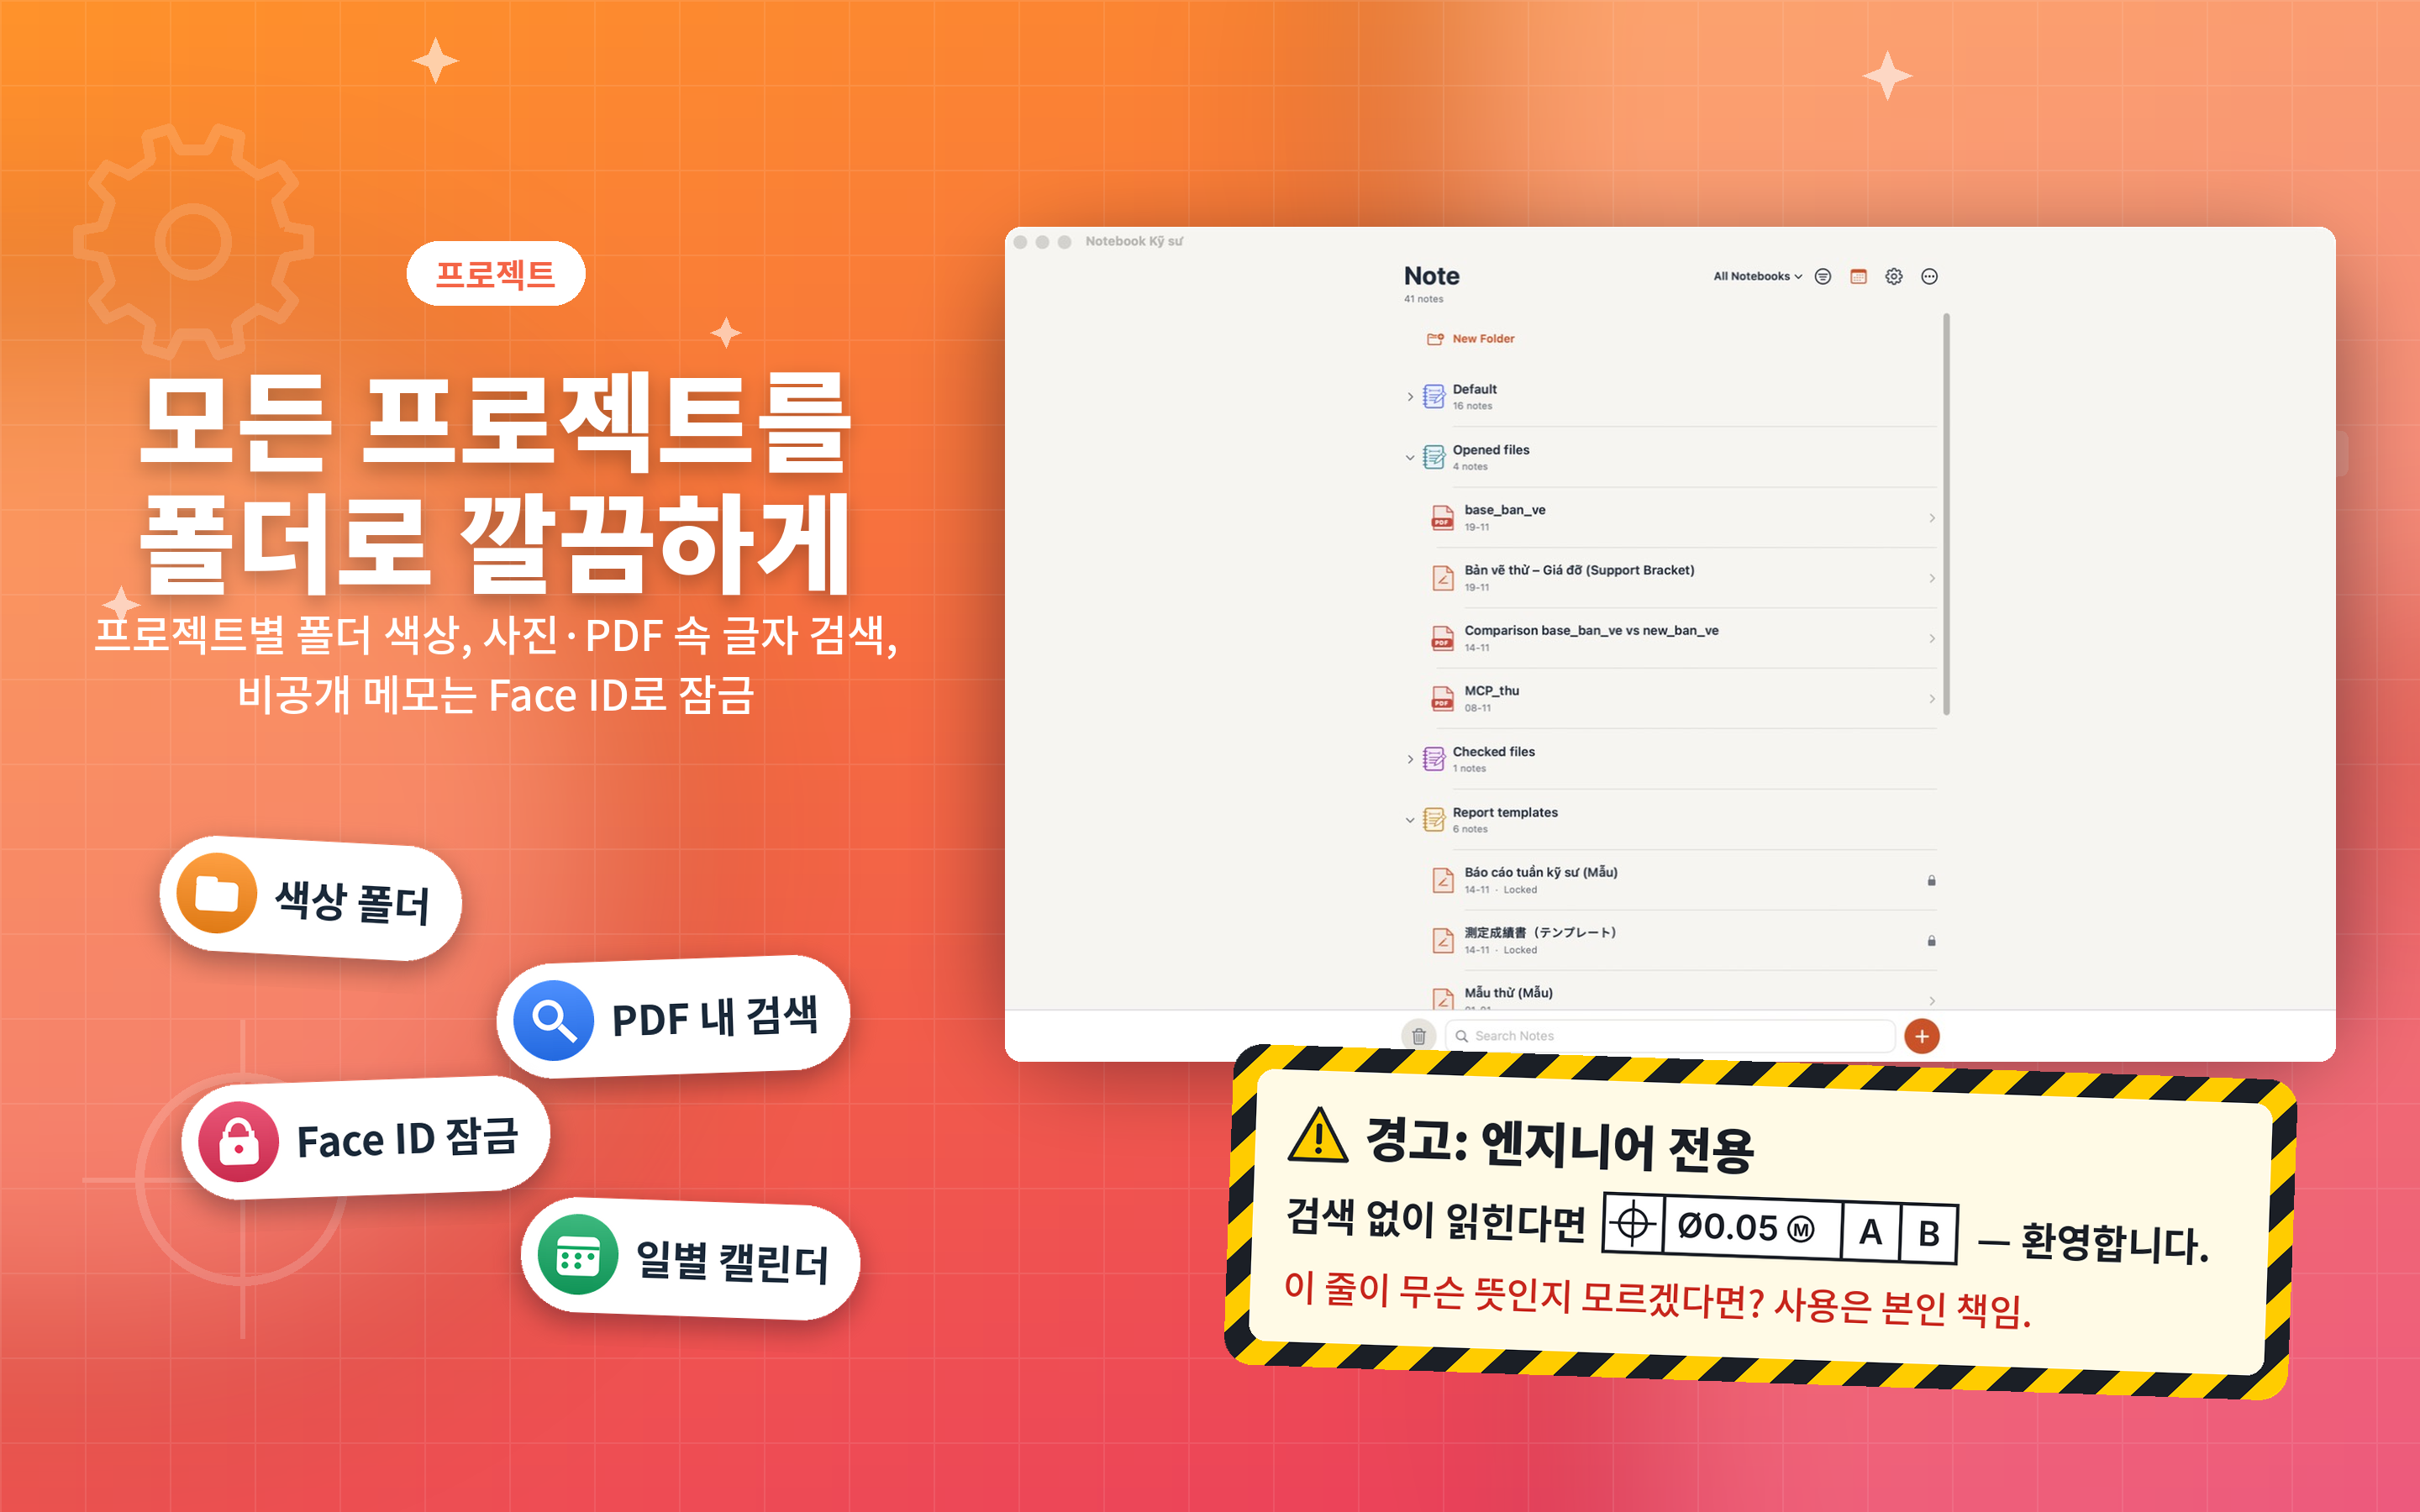 프로젝트
모든 프로젝트를
폴더로 깔끔하게
프로젝트별 폴더 색상, 사진·PDF 속 글자 검색,
비공개 메모는 Face ID로 잠금
색상 폴더
PDF 내 검색
Face ID 잠금
일별 캘린더
Notebook Kỹ sư
Note
All Notebooks
41 notes
New Folder
Default
16 notes
Opened files
4 notes
base_ban_ve
19-11
Bản vẽ thử – Giá đỡ (Support Bracket)
19-11
Comparison base_ban_ve vs new_ban_ve
14-11
MCP_thu
08-11
Checked files
1 notes
Report templates
6 notes
Báo cáo tuần kỹ sư (Mẫu)
14-11 · Locked
測定成績書（テンプレート）
14-11 · Locked
Mẫu thử (Mẫu)
Search Notes
경고: 엔지니어 전용
검색 없이 읽힌다면 ⌖ Ø0.05 Ⓜ A B — 환영합니다.
이 줄이 무슨 뜻인지 모르겠다면? 사용은 본인 책임.